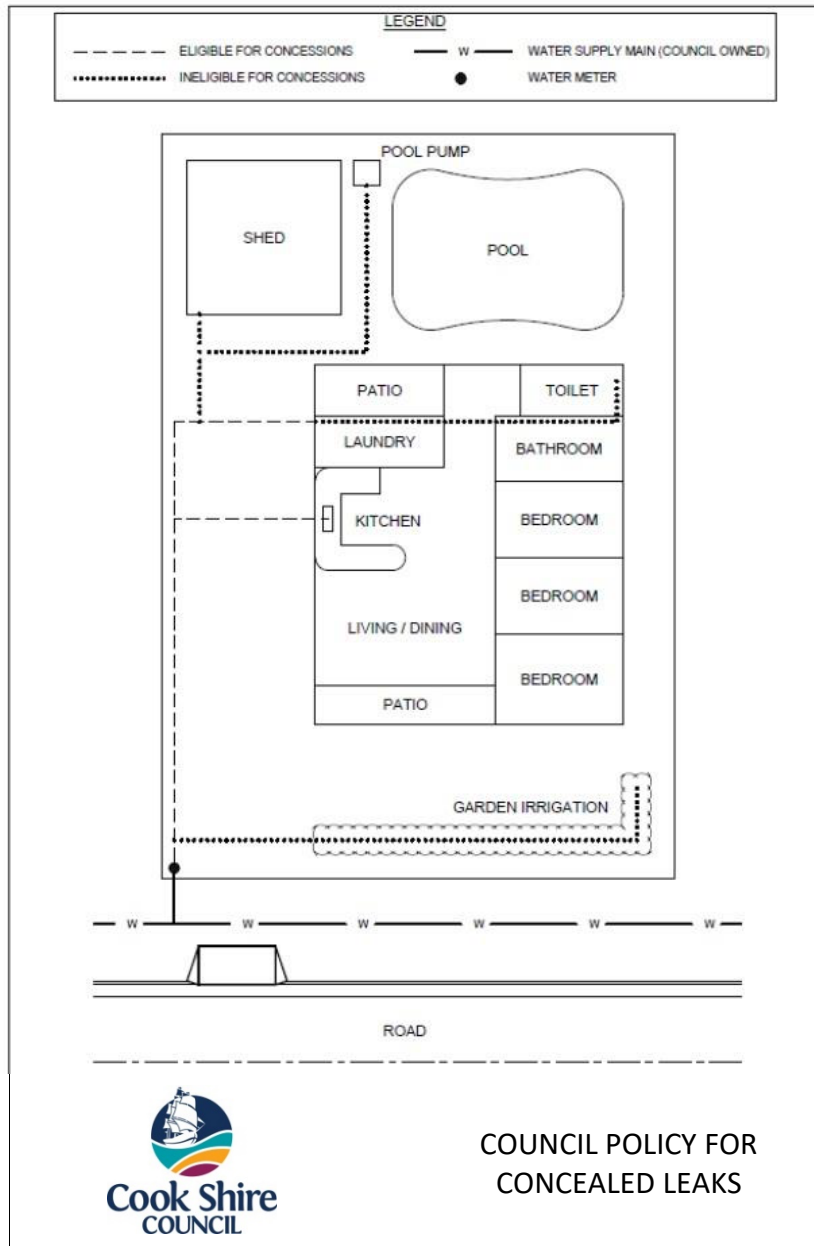 LEGEND
ELIGIBLE FOR CONCESSIONS
W
WATER SUPPLY MAIN (COUNCIL OWNED)
INELIGIBLE FOR CONCESSIONS
WATER METER
POOL PUMP
SHED
POOL
PATIO
TOILET
LAUNDRY
BATHROOM
KITCHEN
BEDROOM
BEDROOM
LIVING / DINING
BEDROOM
PATIO
GARDEN IRRIGATION
W W W W W W
ROAD
Cook Shire
COUNCIL
COUNCIL POLICY FOR
CONCEALED LEAKS